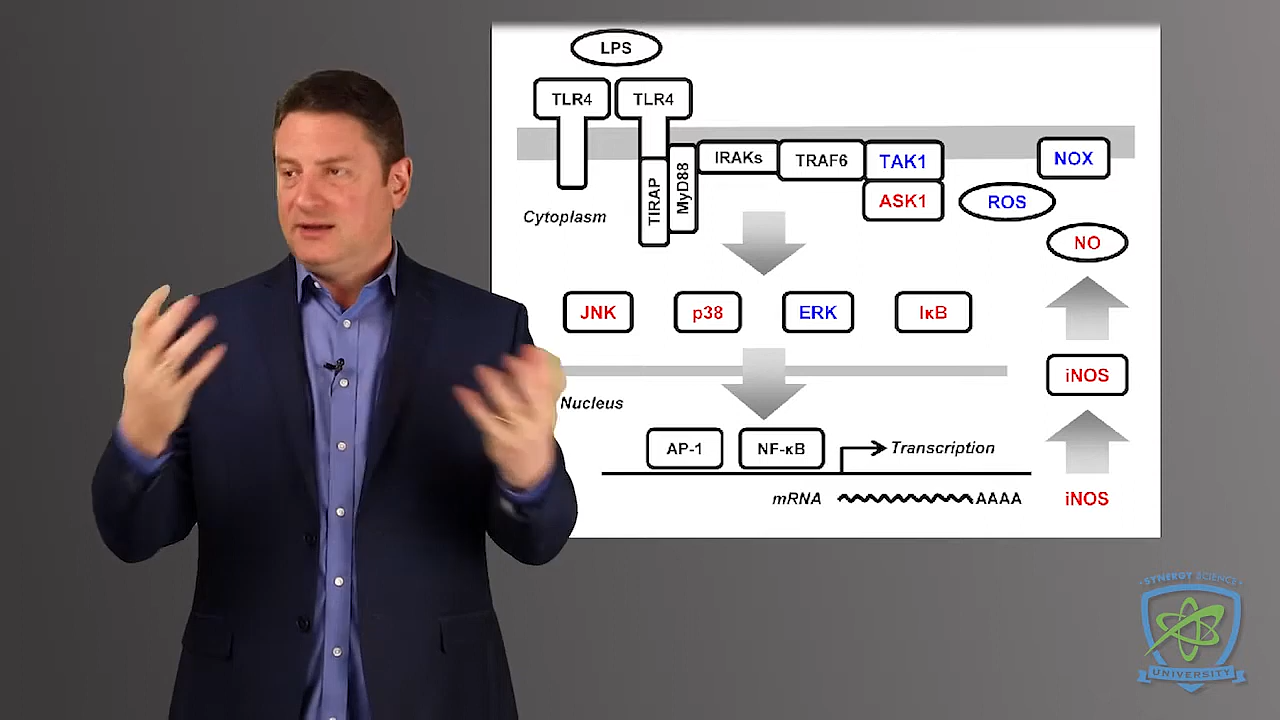 LPS
TLR4
TLR4
IRAKs
TRAF6
TAK1
NOX
TIRAP
MyD88
ASK1
ROS
Cytoplasm
NO
JNK
p38
ERK
IκB
iNOS
Nucleus
AP-1
NF-κB
Transcription
mRNA
AAAA
iNOS
SYNERGY SCIENCE
UNIVERSITY